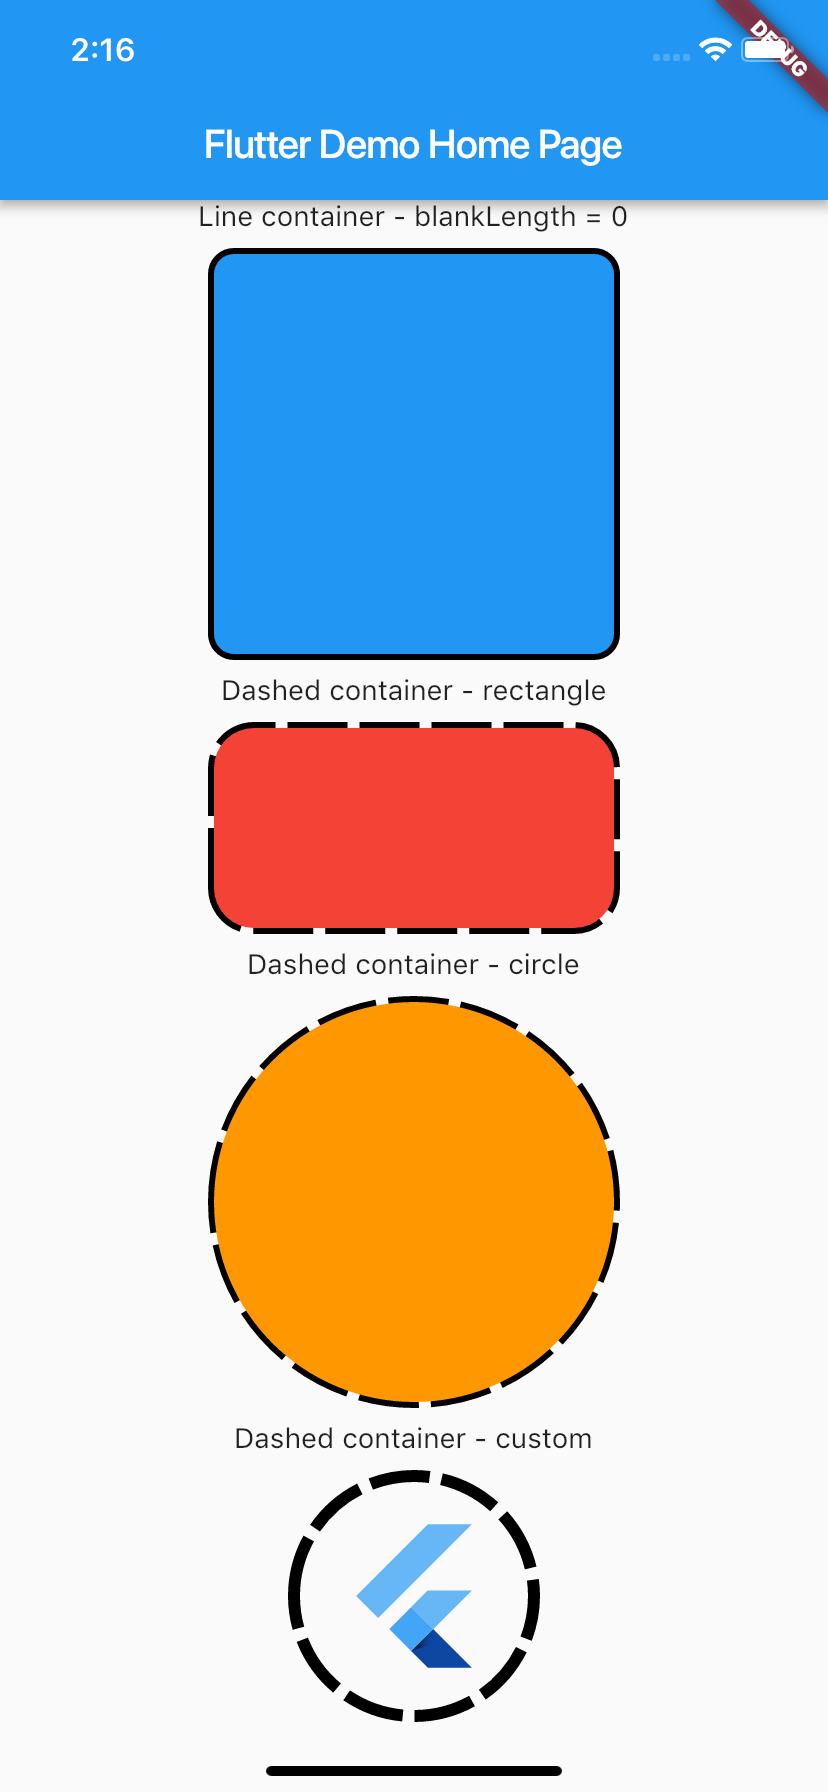 2:16
DEBUG
Flutter Demo Home Page
Line container - blankLength = 0
Dashed container - rectangle
Dashed container - circle
Dashed container - custom